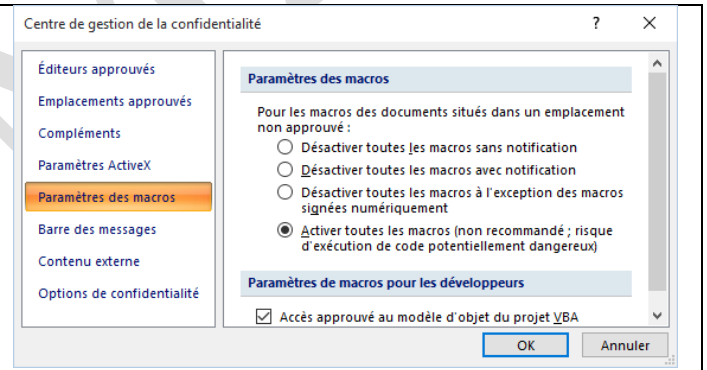 Centre de gestion de la confidentialité
?
Éditeurs approuvés
Emplacements approuvés
Compléments
Paramètres ActiveX
Paramètres des macros
Barre des messages
Contenu externe
Options de confidentialité
Paramètres des macros
Pour les macros des documents situés dans un emplacement
non approuvé :
Désactiver toutes les macros sans notification
Désactiver toutes les macros avec notification
Désactiver toutes les macros à l'exception des macros
signées numériquement
Activer toutes les macros (non recommandé ; risque
d'exécution de code potentiellement dangereux)
Paramètres de macros pour les développeurs
Accès approuvé au modèle d'objet du projet VBA
OK
Annuler